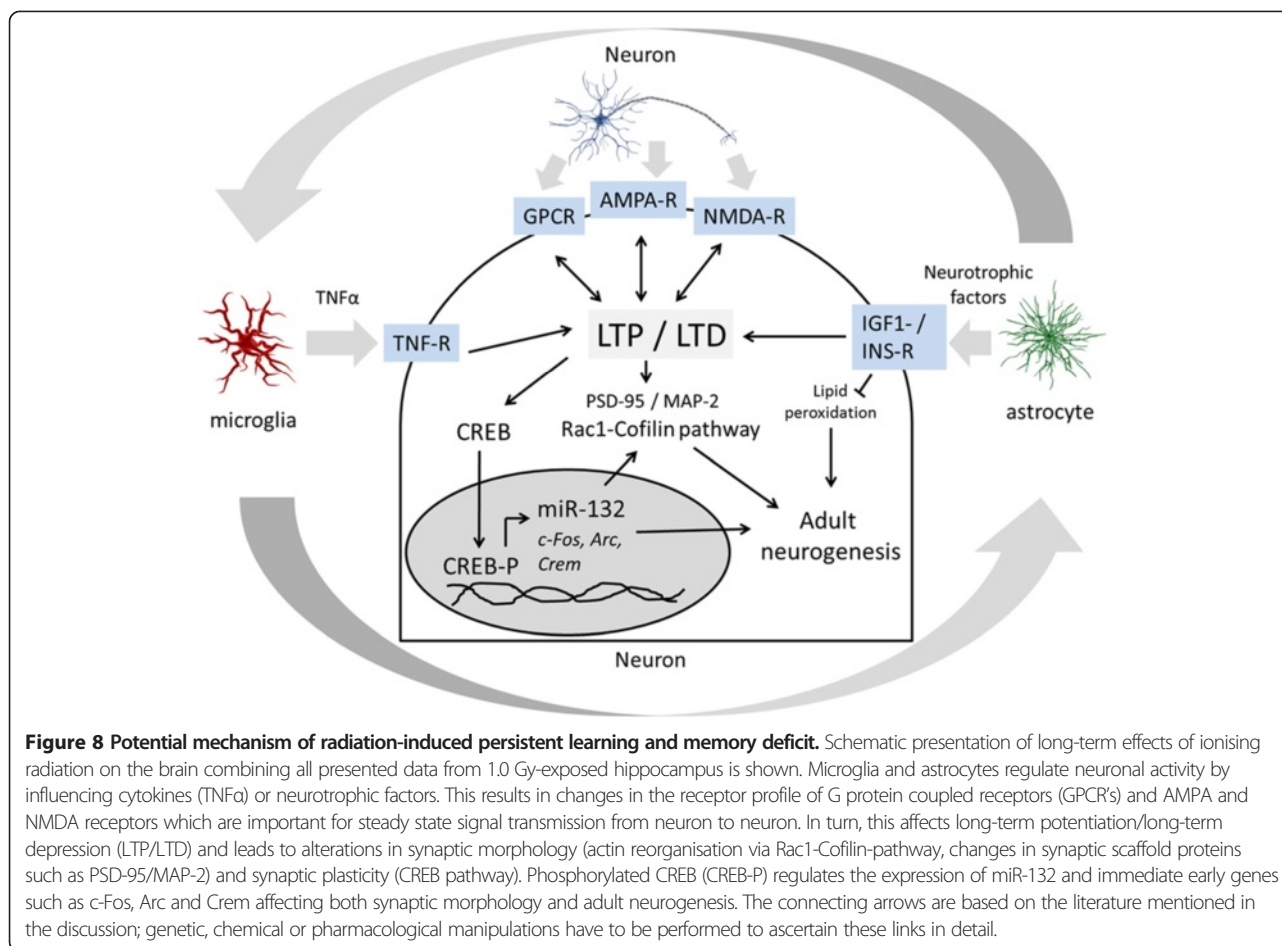 Neuron
GPCR
AMPA-R
NMDA-R
TNFα
TNF-R
microglia
Neurotrophic
factors
IGF1- /
INS-R
astrocyte
LTP / LTD
Lipid
peroxidation
PSD-95 / MAP-2
Rac1-Cofilin pathway
CREB
miR-132
c-Fos, Arc,
Crem
CREB-P
Adult
neurogenesis
Neuron
Figure 8 Potential mechanism of radiation-induced persistent learning and memory deficit. Schematic presentation of long-term effects of ionising
radiation on the brain combining all presented data from 1.0 Gy-exposed hippocampus is shown. Microglia and astrocytes regulate neuronal activity by
influencing cytokines (TNFα) or neurotrophic factors. This results in changes in the receptor profile of G protein coupled receptors (GPCR's) and AMPA and
NMDA receptors which are important for steady state signal transmission from neuron to neuron. In turn, this affects long-term potentiation/long-term
depression (LTP/LTD) and leads to alterations in synaptic morphology (actin reorganisation via Rac1-Cofilin-pathway, changes in synaptic scaffold proteins
such as PSD-95/MAP-2) and synaptic plasticity (CREB pathway). Phosphorylated CREB (CREB-P) regulates the expression of miR-132 and immediate early genes
such as c-Fos, Arc and Crem affecting both synaptic morphology and adult neurogenesis. The connecting arrows are based on the literature mentioned in
the discussion; genetic, chemical or pharmacological manipulations have to be performed to ascertain these links in detail.